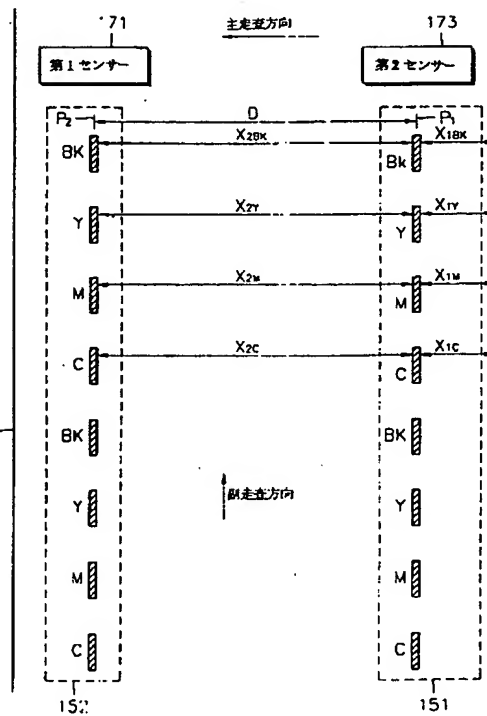 171 主走査方向 173
第1センサー 第2センサー
P2 D P1
BK X2BK Bk X1BK
Y X2Y Y X1Y
M X2M M X1M
C X2C C X1C
BK BK
副走査方向
Y Y
M M
C C
152 151